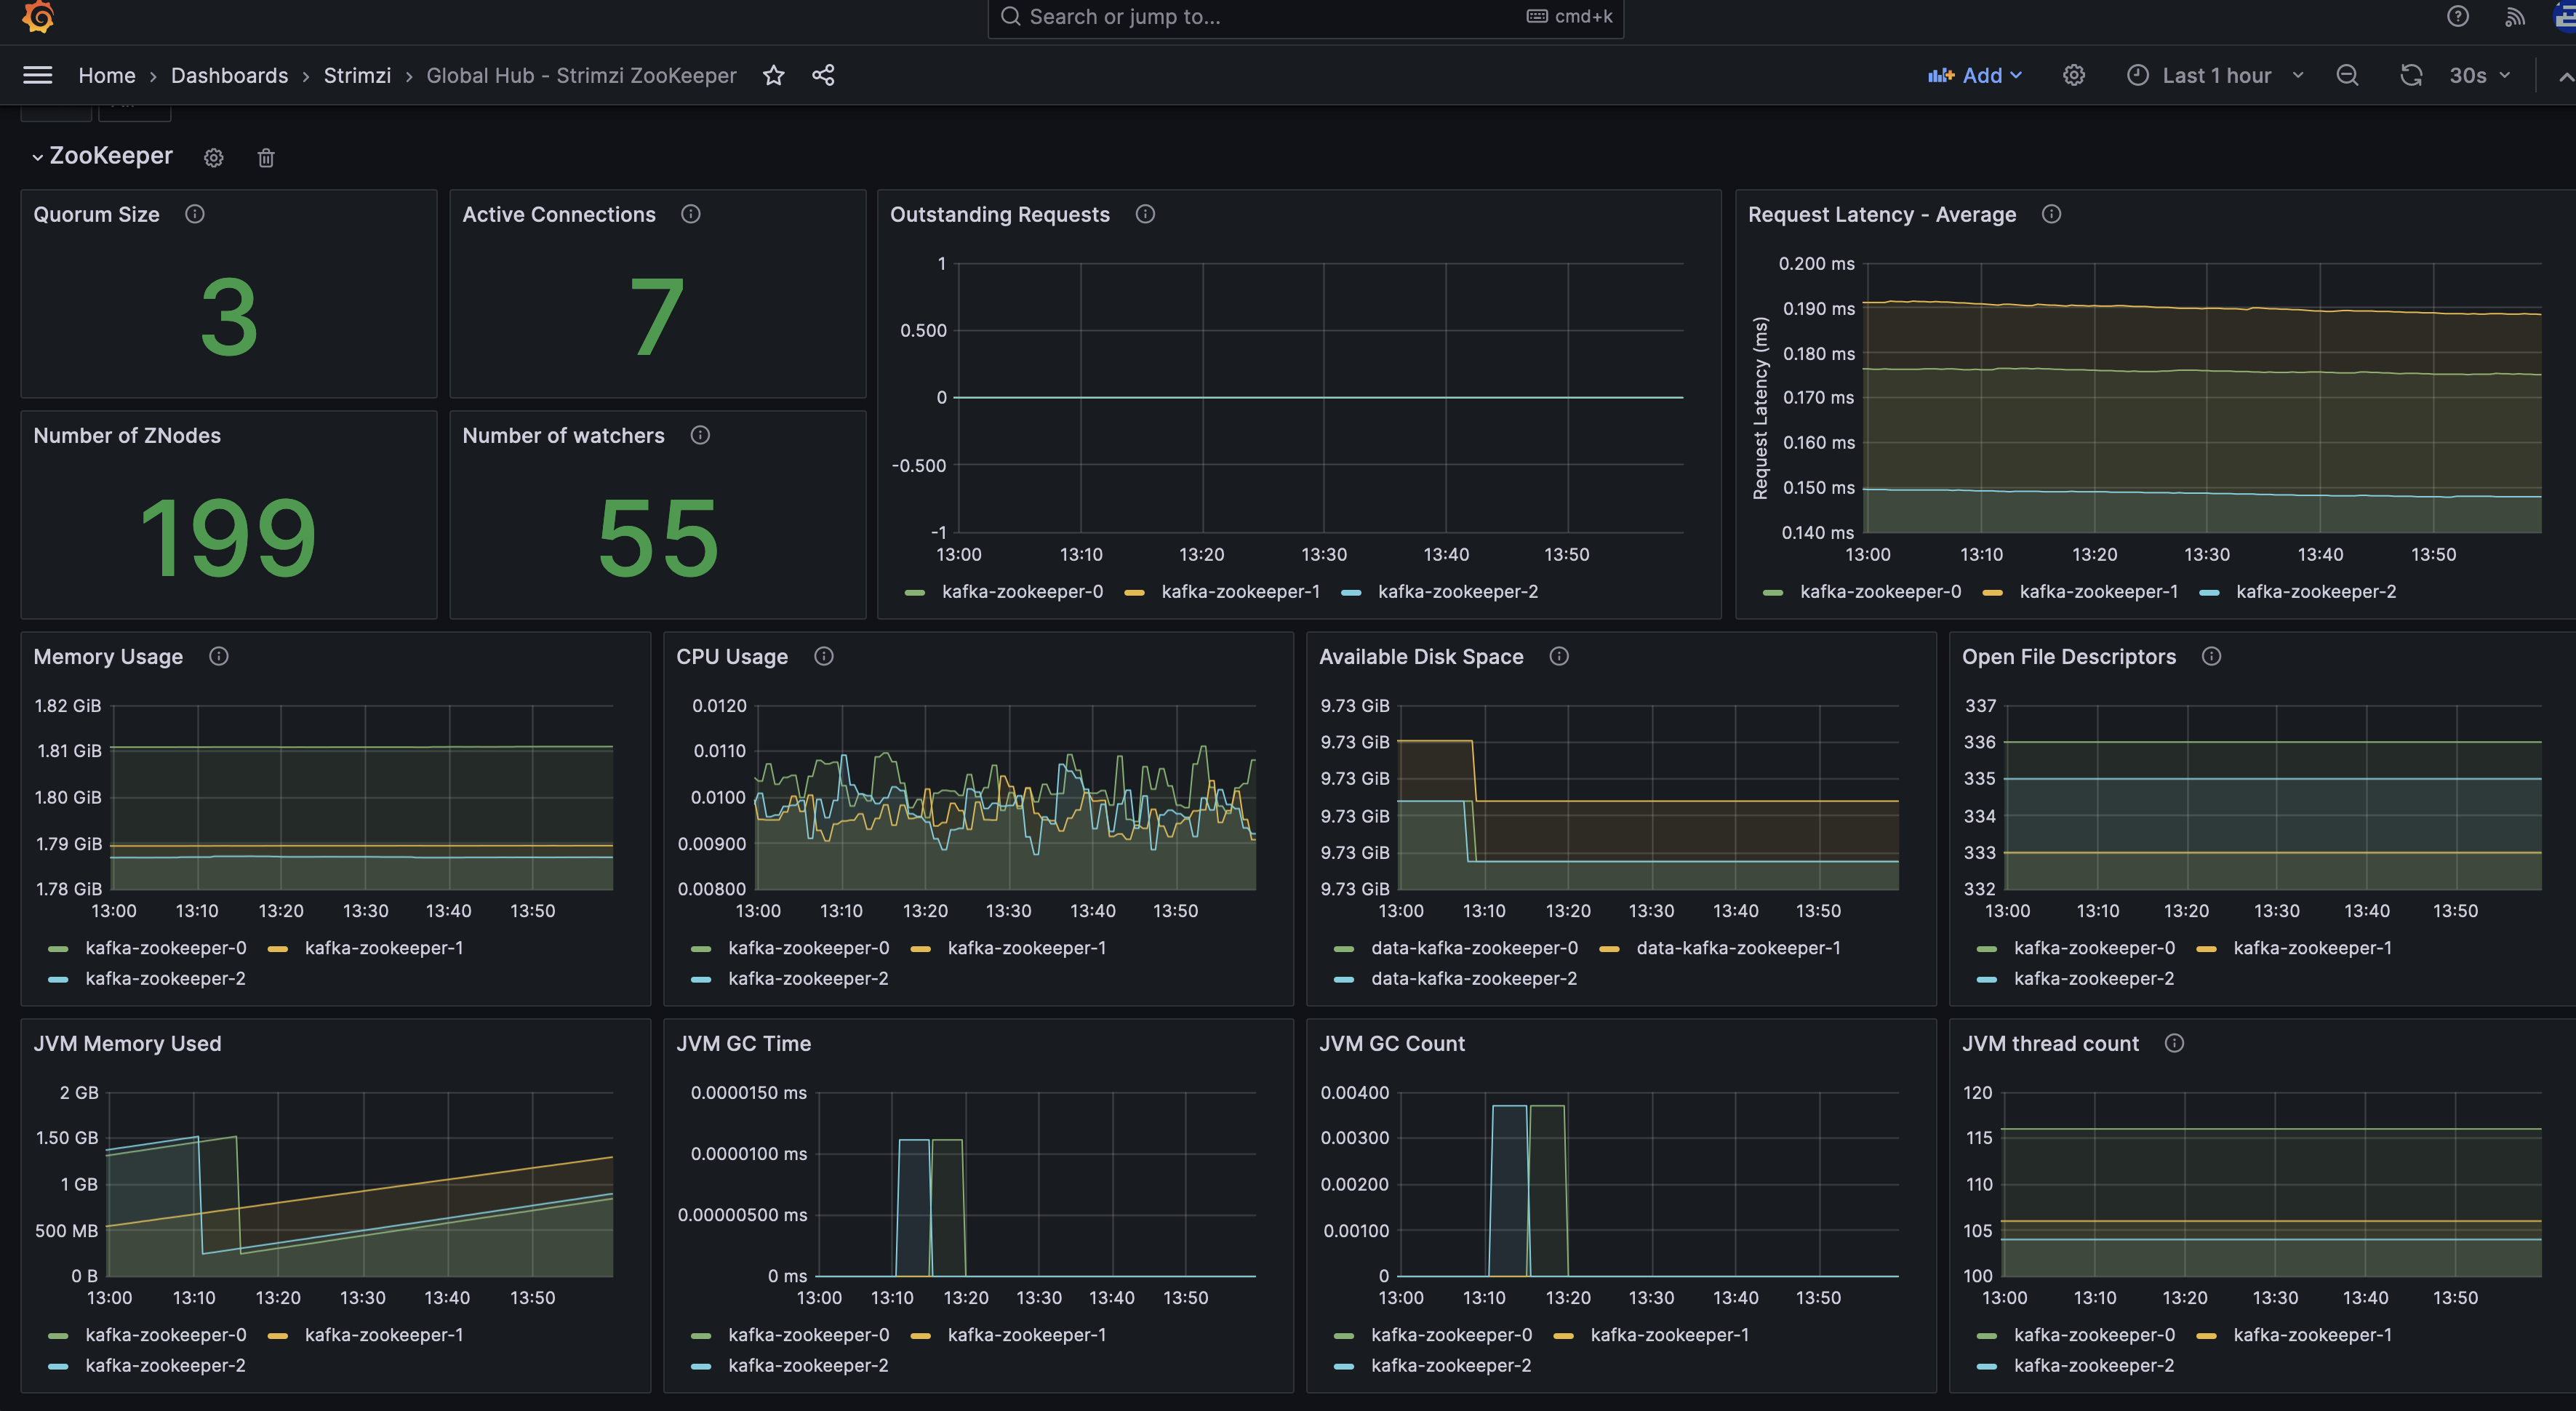 Search or jump to... cmd+k
Home › Dashboards › Strimzi › Global Hub - Strimzi ZooKeeper Add Last 1 hour 30s
ZooKeeper
Quorum Size
3
Active Connections
7
Number of ZNodes
199
Number of watchers
55
Outstanding Requests
1
0.500
0
-0.500
-1
13:00 13:10 13:20 13:30 13:40 13:50
kafka-zookeeper-0 kafka-zookeeper-1 kafka-zookeeper-2
Request Latency - Average
Request Latency (ms)
0.200 ms
0.190 ms
0.180 ms
0.170 ms
0.160 ms
0.150 ms
0.140 ms
13:00 13:10 13:20 13:30 13:40 13:50
kafka-zookeeper-0 kafka-zookeeper-1 kafka-zookeeper-2
Memory Usage
1.82 GiB
1.81 GiB
1.80 GiB
1.79 GiB
1.78 GiB
13:00 13:10 13:20 13:30 13:40 13:50
kafka-zookeeper-0 kafka-zookeeper-1
kafka-zookeeper-2
CPU Usage
0.0120
0.0110
0.0100
0.00900
0.00800
13:00 13:10 13:20 13:30 13:40 13:50
kafka-zookeeper-0 kafka-zookeeper-1
kafka-zookeeper-2
Available Disk Space
9.73 GiB
9.73 GiB
9.73 GiB
9.73 GiB
9.73 GiB
9.73 GiB
13:00 13:10 13:20 13:30 13:40 13:50
data-kafka-zookeeper-0 data-kafka-zookeeper-1
data-kafka-zookeeper-2
Open File Descriptors
337
336
335
334
333
332
13:00 13:10 13:20 13:30 13:40 13:50
kafka-zookeeper-0 kafka-zookeeper-1
kafka-zookeeper-2
JVM Memory Used
2 GB
1.50 GB
1 GB
500 MB
0 B
13:00 13:10 13:20 13:30 13:40 13:50
kafka-zookeeper-0 kafka-zookeeper-1
kafka-zookeeper-2
JVM GC Time
0.0000150 ms
0.0000100 ms
0.00000500 ms
0 ms
13:00 13:10 13:20 13:30 13:40 13:50
kafka-zookeeper-0 kafka-zookeeper-1
kafka-zookeeper-2
JVM GC Count
0.00400
0.00300
0.00200
0.00100
0
13:00 13:10 13:20 13:30 13:40 13:50
kafka-zookeeper-0 kafka-zookeeper-1
kafka-zookeeper-2
JVM thread count
120
115
110
105
100
13:00 13:10 13:20 13:30 13:40 13:50
kafka-zookeeper-0 kafka-zookeeper-1
kafka-zookeeper-2